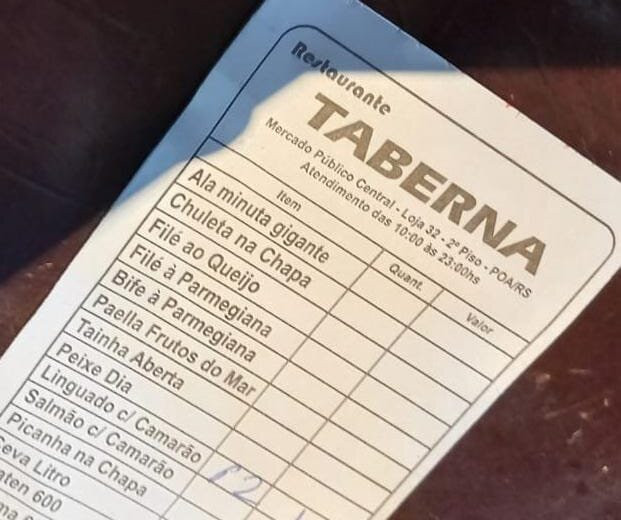 Restaurante
TABERNA
Mercado Público Central - Loja 32 - 2º Piso - POA/RS
Atendimento das 10:00 às 23:00hs
Item Quant. Valor
Ala minuta gigante
Chuleta na Chapa
Filé ao Queijo
Filé à Parmegiana
Bife à Parmegiana
Paella Frutos do Mar
Tainha Aberta
Peixe Dia
Linguado c/ Camarão
Salmão c/ Camarão
Picanha na Chapa
Litro
600